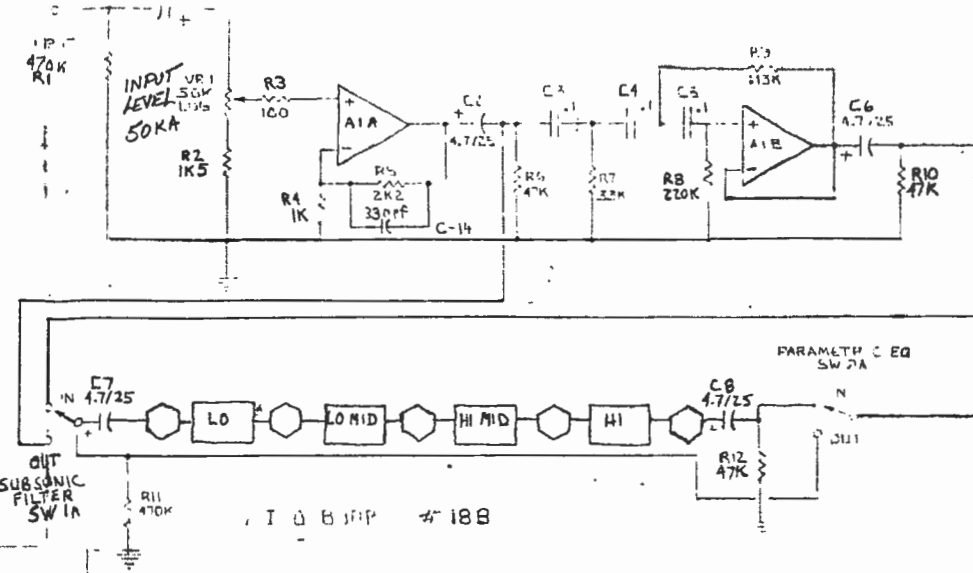 470K
R1
INPUT
LEVEL
50KA
VR1
50K
LOG
R2
1K5
R3
100
A1A
+
-
R4
1K
R5
2K2
330pf
C-14
C2
+
4.7/25
R6
47K
C3
.1
R7
33K
C4
.1
C5
.1
R8
220K
R9
A1B
+
-
C6
4.7/25
+
R10
47K
IN
OUT
SUBSONIC
FILTER
SW 1A
C7
4.7/25
+
LO
LO MID
HI MID
HI
C8
4.7/25
R11
470K
R12
47K
EQ
OUT
# 188